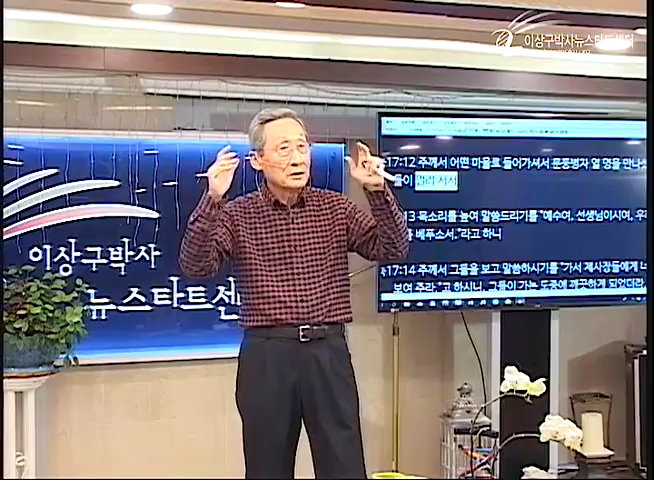 이상구박사뉴스타트센터
17:12 주께서 어떤 마을로 들어가셔서 문둥병자 열 명을 만나
들이 멀리 서서
13 목소리를 높여 말씀드리기를 "예수여, 선생님이시여, 우리
베푸소서."라고 하니
17:14 주께서 그들을 보고 말씀하시기를 "가서 제사장들에게 너
보여 주라."고 하시니, 그들이 가는 도중에 깨끗하게 되었더라
이상구박사
뉴스타트센